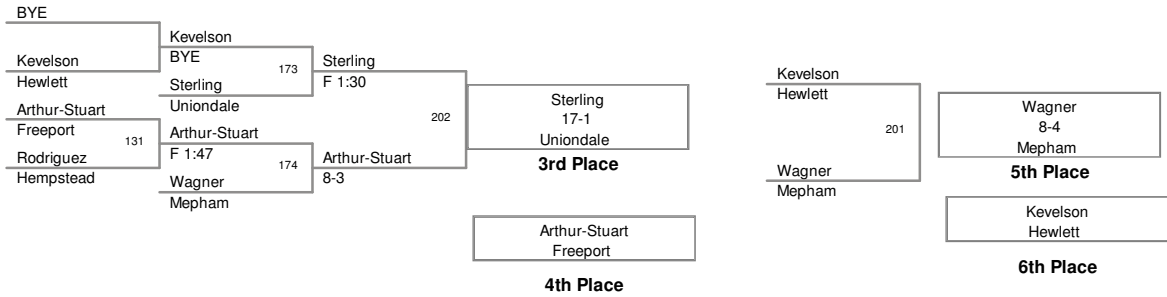 BYE
Kevelson
Hewlett
Arthur-Stuart
Freeport
131
Rodriguez
Hempstead
Kevelson
BYE
173
Sterling
Uniondale
Arthur-Stuart
F 1:47
174
Wagner
Mepham
Sterling
F 1:30
202
Arthur-Stuart
8-3
Sterling
17-1
Uniondale
3rd Place
Arthur-Stuart
Freeport
4th Place
Kevelson
Hewlett
201
Wagner
Mepham
Wagner
8-4
Mepham
5th Place
Kevelson
Hewlett
6th Place